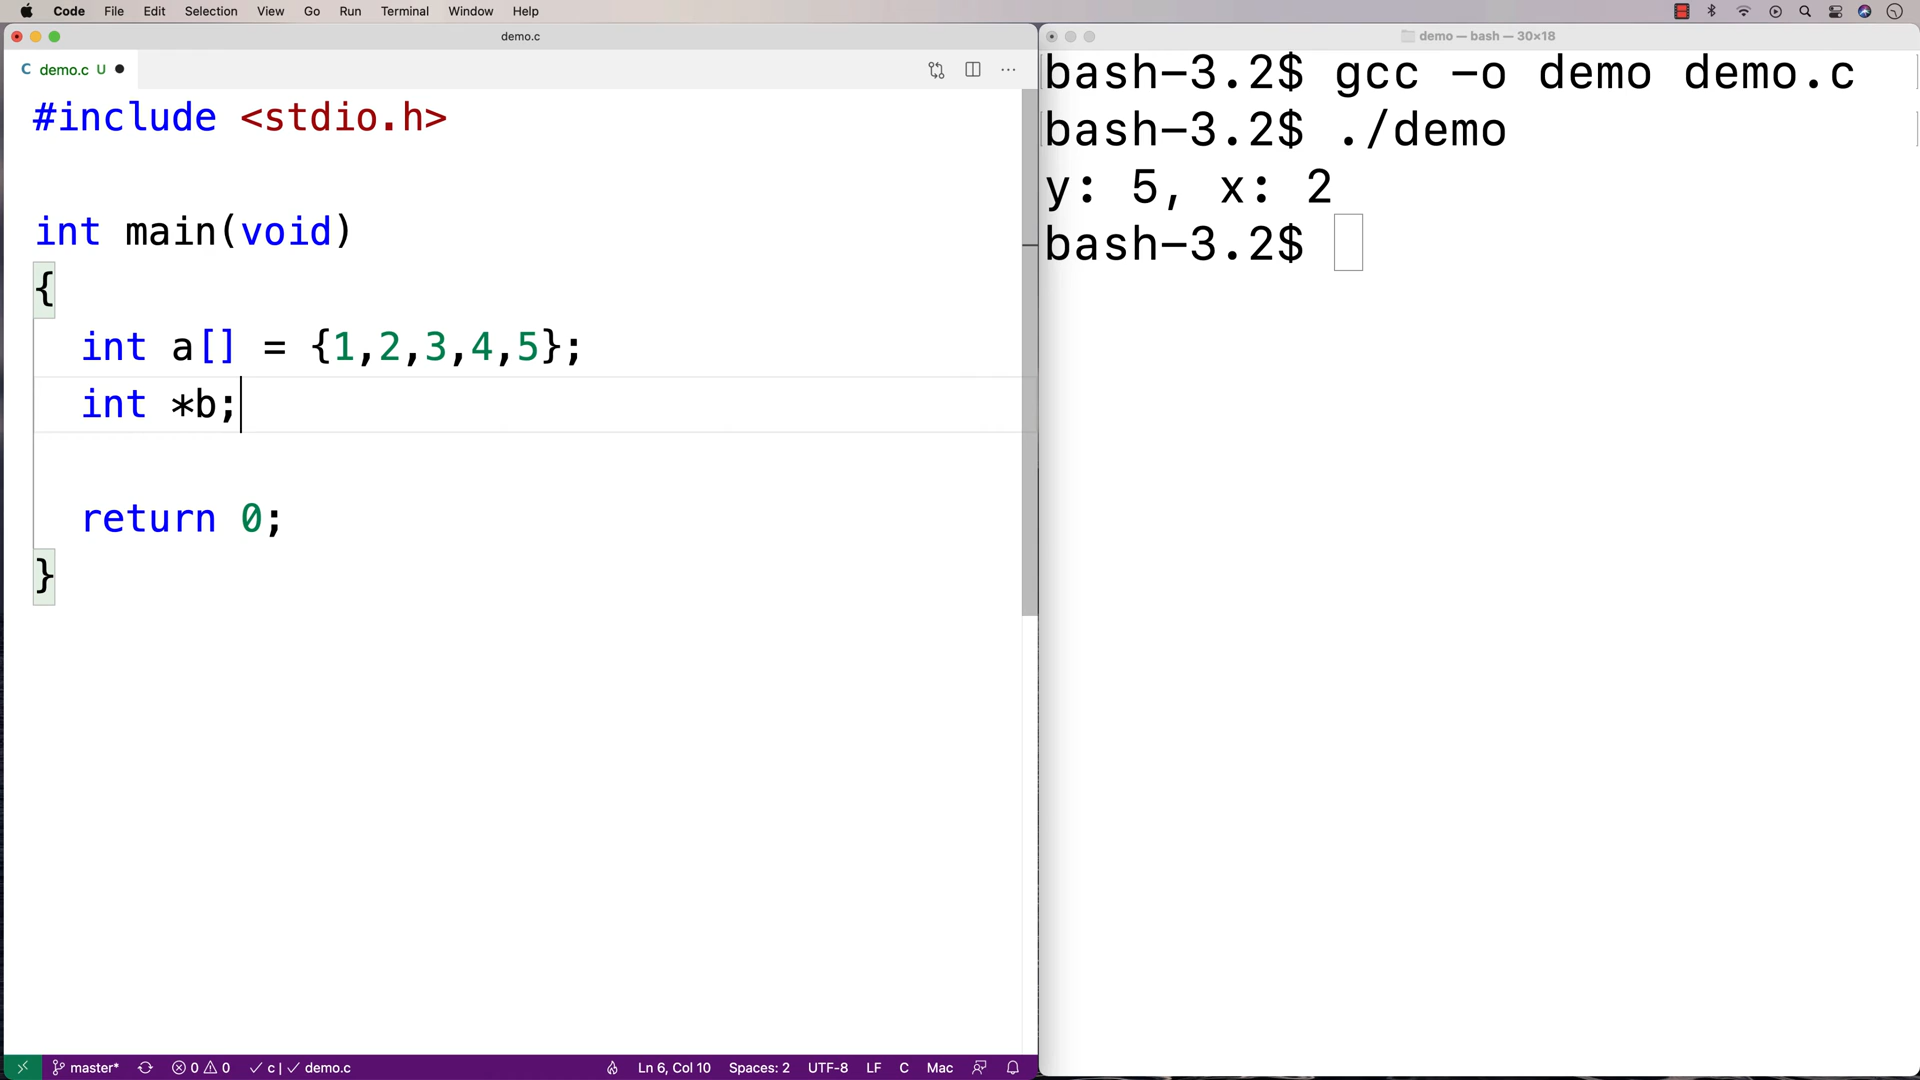 Code File Edit Selection View Go Run Terminal Window Help
demo.c
demo — bash — 30×18
C demo.c U
#include <stdio.h>
int main(void)
{
int a[] = {1,2,3,4,5};
int *b;
return 0;
}
bash-3.2$ gcc -o demo demo.c
bash-3.2$ ./demo
y: 5, x: 2
bash-3.2$
master* 0 0 ✓ c | ✓ demo.c Ln 6, Col 10 Spaces: 2 UTF-8 LF C Mac